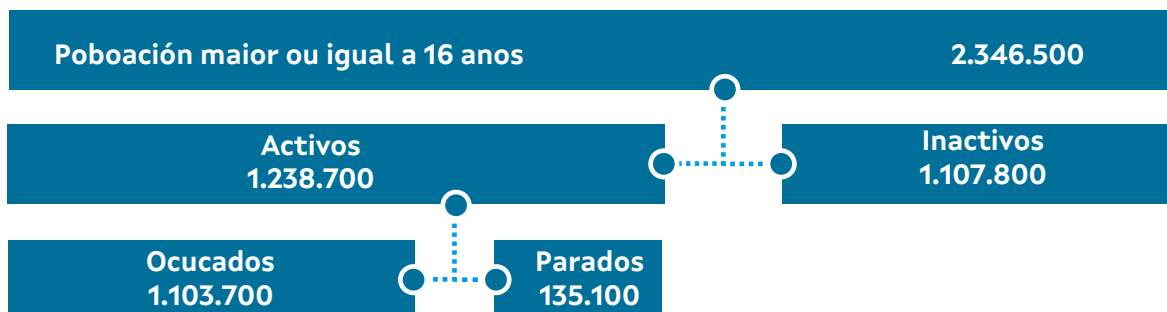 Poboación maior ou igual a 16 anos 2.346.500
Activos
1.238.700
Inactivos
1.107.800
Ocucados
1.103.700
Parados
135.100